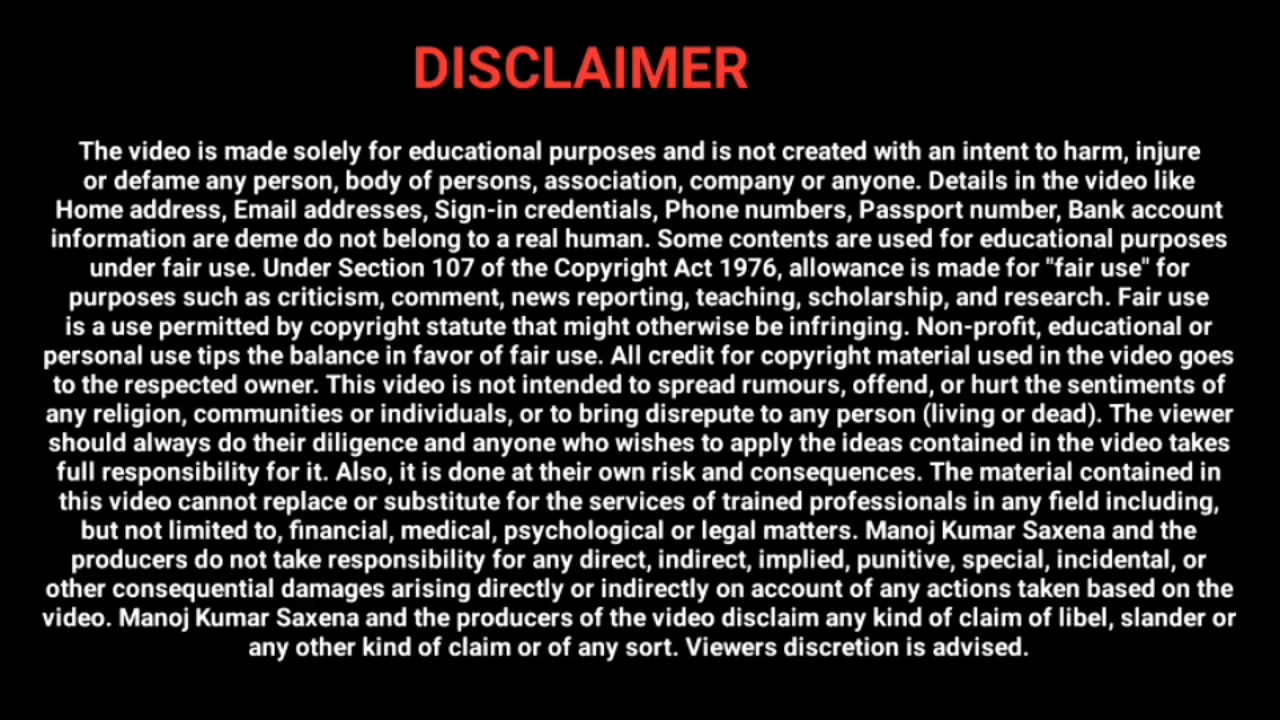 DISCLAIMER
The video is made solely for educational purposes and is not created with an intent to harm, injure
or defame any person, body of persons, association, company or anyone. Details in the video like
Home address, Email addresses, Sign-in credentials, Phone numbers, Passport number, Bank account
information are deme do not belong to a real human. Some contents are used for educational purposes
under fair use. Under Section 107 of the Copyright Act 1976, allowance is made for "fair use" for
purposes such as criticism, comment, news reporting, teaching, scholarship, and research. Fair use
is a use permitted by copyright statute that might otherwise be infringing. Non-profit, educational or
personal use tips the balance in favor of fair use. All credit for copyright material used in the video goes
to the respected owner. This video is not intended to spread rumours, offend, or hurt the sentiments of
any religion, communities or individuals, or to bring disrepute to any person (living or dead). The viewer
should always do their diligence and anyone who wishes to apply the ideas contained in the video takes
full responsibility for it. Also, it is done at their own risk and consequences. The material contained in
this video cannot replace or substitute for the services of trained professionals in any field including,
but not limited to, financial, medical, psychological or legal matters. Manoj Kumar Saxena and the
producers do not take responsibility for any direct, indirect, implied, punitive, special, incidental, or
other consequential damages arising directly or indirectly on account of any actions taken based on the
video. Manoj Kumar Saxena and the producers of the video disclaim any kind of claim of libel, slander or
any other kind of claim or of any sort. Viewers discretion is advised.